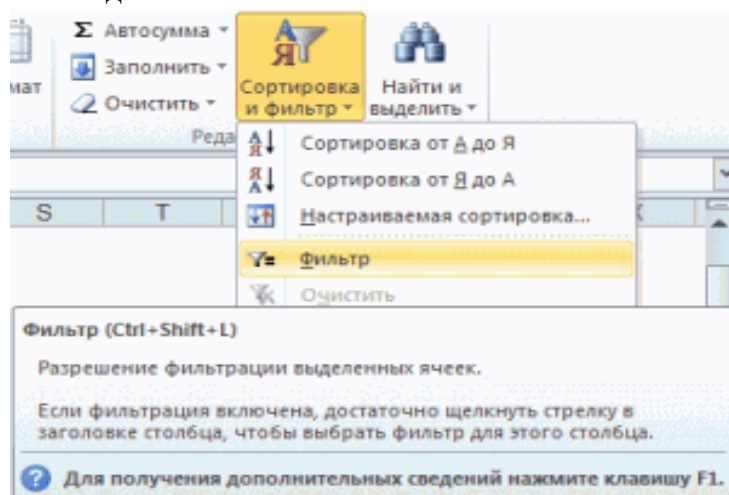 Σ Автосумма
Заполнить
Очистить
Сортировка и фильтр
Найти и выделить
мат
Реда
Сортировка от А до Я
Сортировка от Я до А
Настраиваемая сортировка...
S T
Фильтр
Очистить
Фильтр (Ctrl+Shift+L)
Разрешение фильтрации выделенных ячеек.
Если фильтрация включена, достаточно щелкнуть стрелку в
заголовке столбца, чтобы выбрать фильтр для этого столбца.
Для получения дополнительных сведений нажмите клавишу F1.